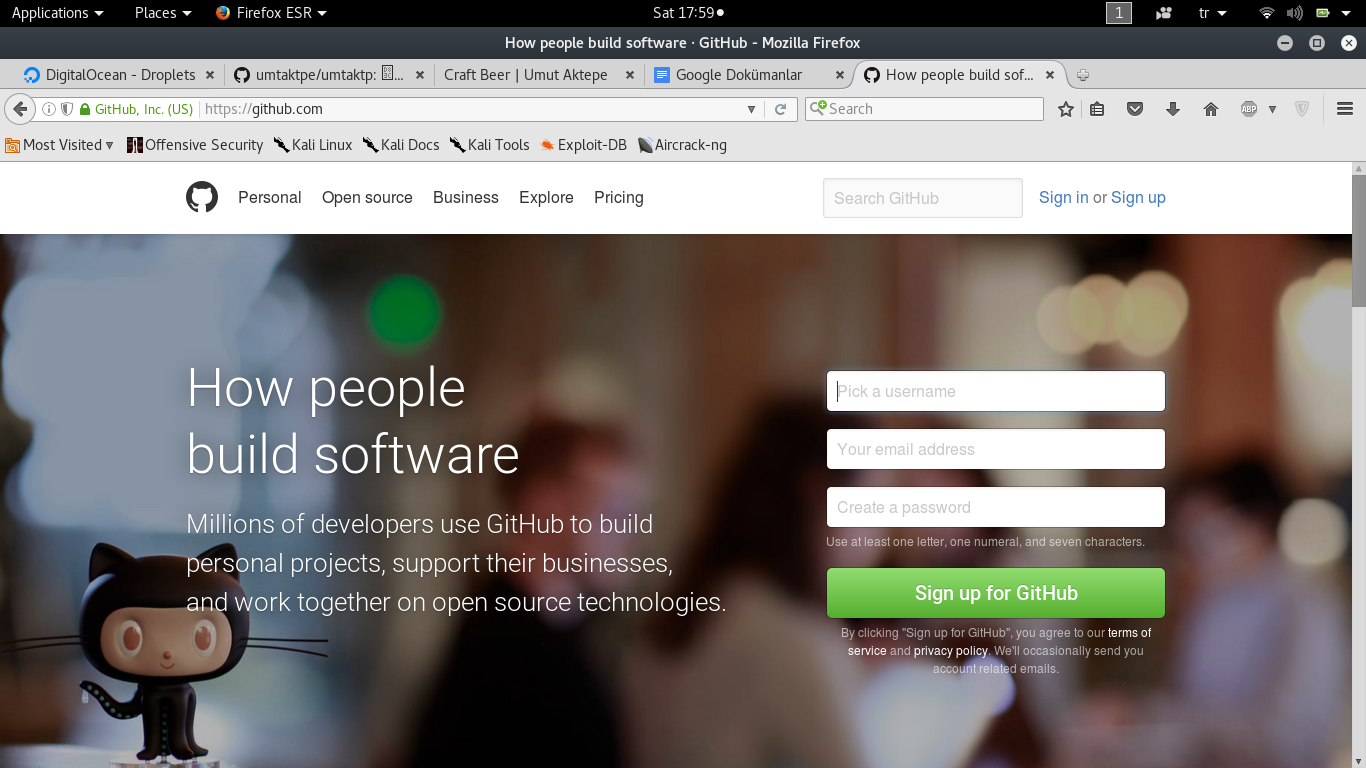 Applications Places Firefox ESR Sat 17:59 1 tr
How people build software · GitHub - Mozilla Firefox
DigitalOcean - Droplets umtaktpe/umtaktp: ... Craft Beer | Umut Aktepe Google Dokümanlar How people build sof...
GitHub, Inc. (US) https://github.com Search ABP
Most Visited Offensive Security Kali Linux Kali Docs Kali Tools Exploit-DB Aircrack-ng
Personal Open source Business Explore Pricing Search GitHub Sign in or Sign up
How people
build software
Millions of developers use GitHub to build
personal projects, support their businesses,
and work together on open source technologies.
Pick a username
Your email address
Create a password
Use at least one letter, one numeral, and seven characters.
Sign up for GitHub
By clicking "Sign up for GitHub", you agree to our terms of
service and privacy policy. We'll occasionally send you
account related emails.